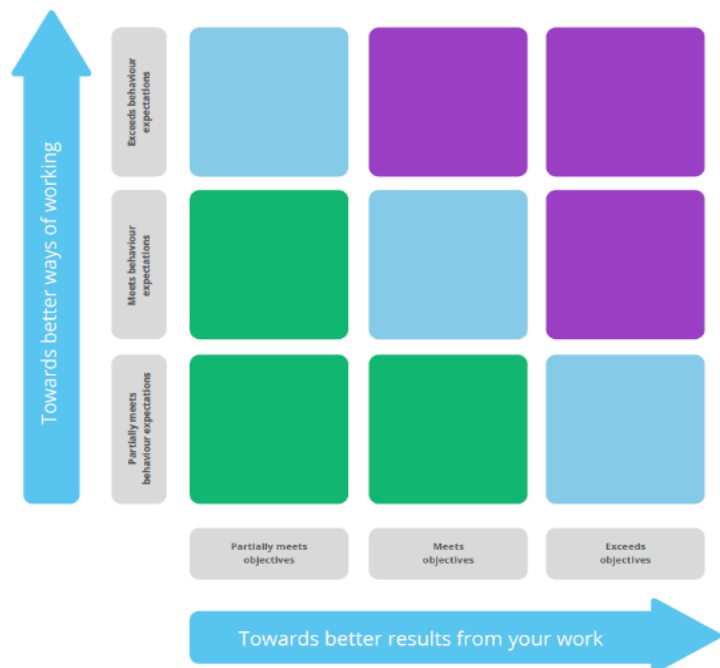 Towards better ways of working
Exceeds behaviour
expectations
Meets behaviour
expectations
Partially meets
behaviour expectations
Partially meets
objectives
Meets
objectives
Exceeds
objectives
Towards better results from your work